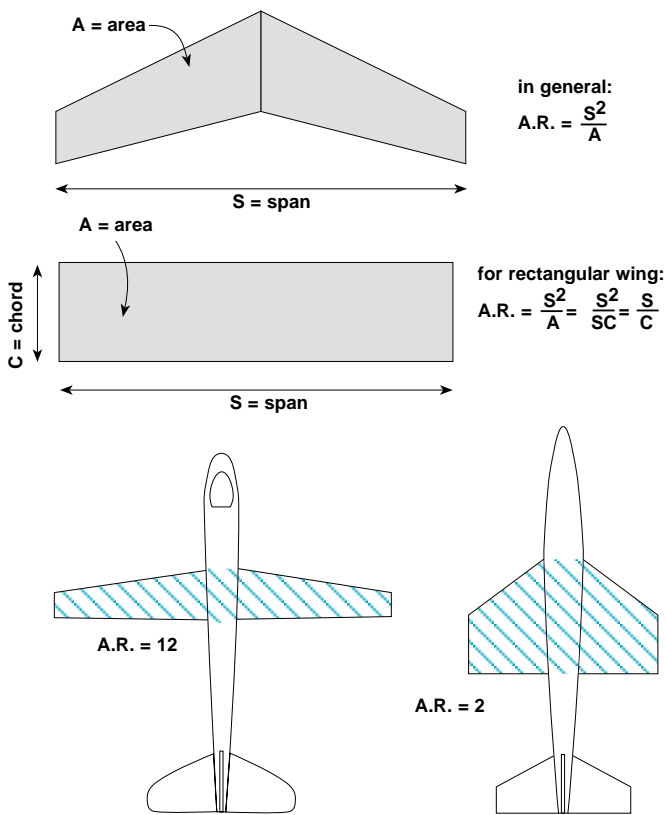 A = area
in general:
A.R. = S2/A
S = span
A = area
C = chord
for rectangular wing:
A.R. = S2/A = S2/SC = S/C
S = span
A.R. = 12
A.R. = 2